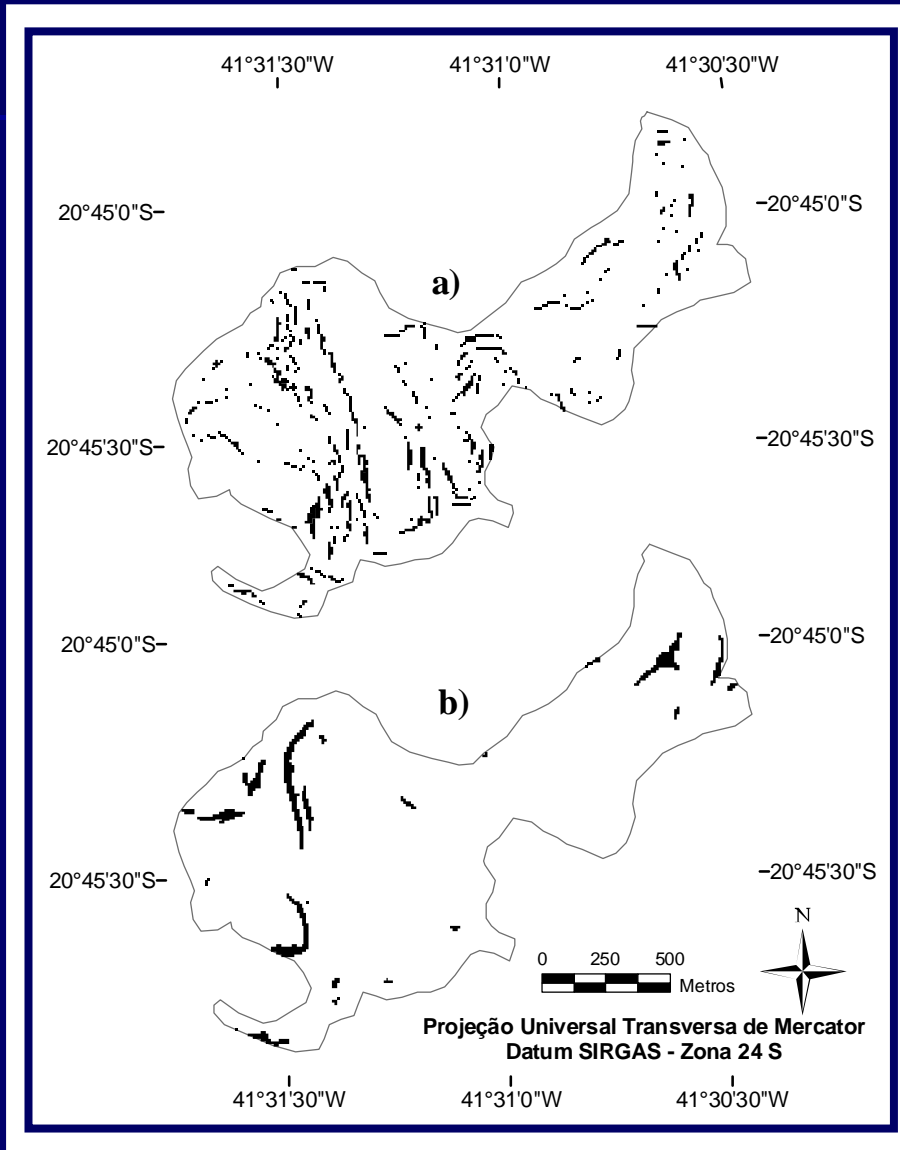 41°31'30"W 41°31'0"W 41°30'30"W
20°45'0"S 20°45'0"S
a)
20°45'30"S 20°45'30"S
20°45'0"S 20°45'0"S
b)
20°45'30"S 20°45'30"S
N
0 250 500
Metros
Projeção Universal Transversa de Mercator
Datum SIRGAS - Zona 24 S
41°31'30"W 41°31'0"W 41°30'30"W